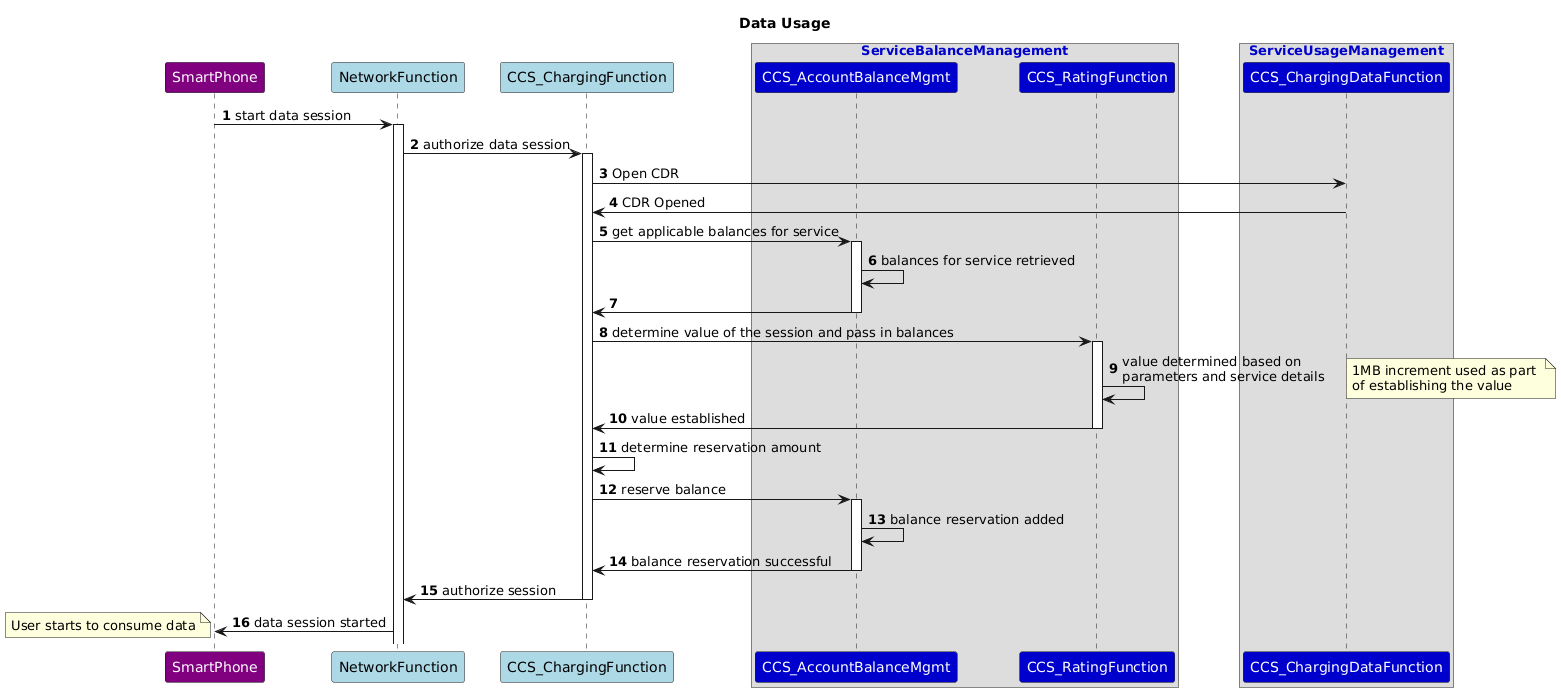 Data Usage
ServiceBalanceManagement
ServiceUsageManagement
SmartPhone
NetworkFunction
CCS_ChargingFunction
CCS_AccountBalanceMgmt
CCS_RatingFunction
CCS_ChargingDataFunction
1 start data session
2 authorize data session
3 Open CDR
4 CDR Opened
5 get applicable balances for service
6 balances for service retrieved
7
8 determine value of the session and pass in balances
9 value determined based on
parameters and service details
1MB increment used as part
of establishing the value
10 value established
11 determine reservation amount
12 reserve balance
13 balance reservation added
14 balance reservation successful
15 authorize session
User starts to consume data
16 data session started
SmartPhone
NetworkFunction
CCS_ChargingFunction
CCS_AccountBalanceMgmt
CCS_RatingFunction
CCS_ChargingDataFunction